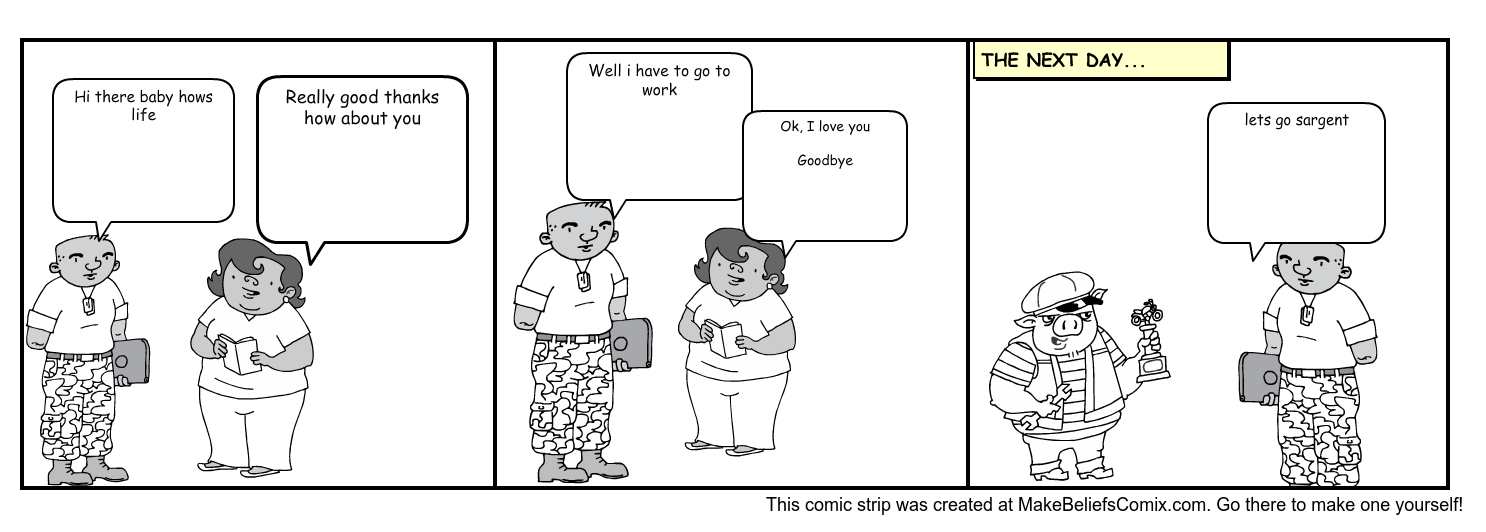 Hi there baby hows
life
Really good thanks
how about you
Well i have to go to
work
Ok, I love you
Goodbye
THE NEXT DAY...
lets go sargent
This comic strip was created at MakeBeliefsComix.com. Go there to make one yourself!